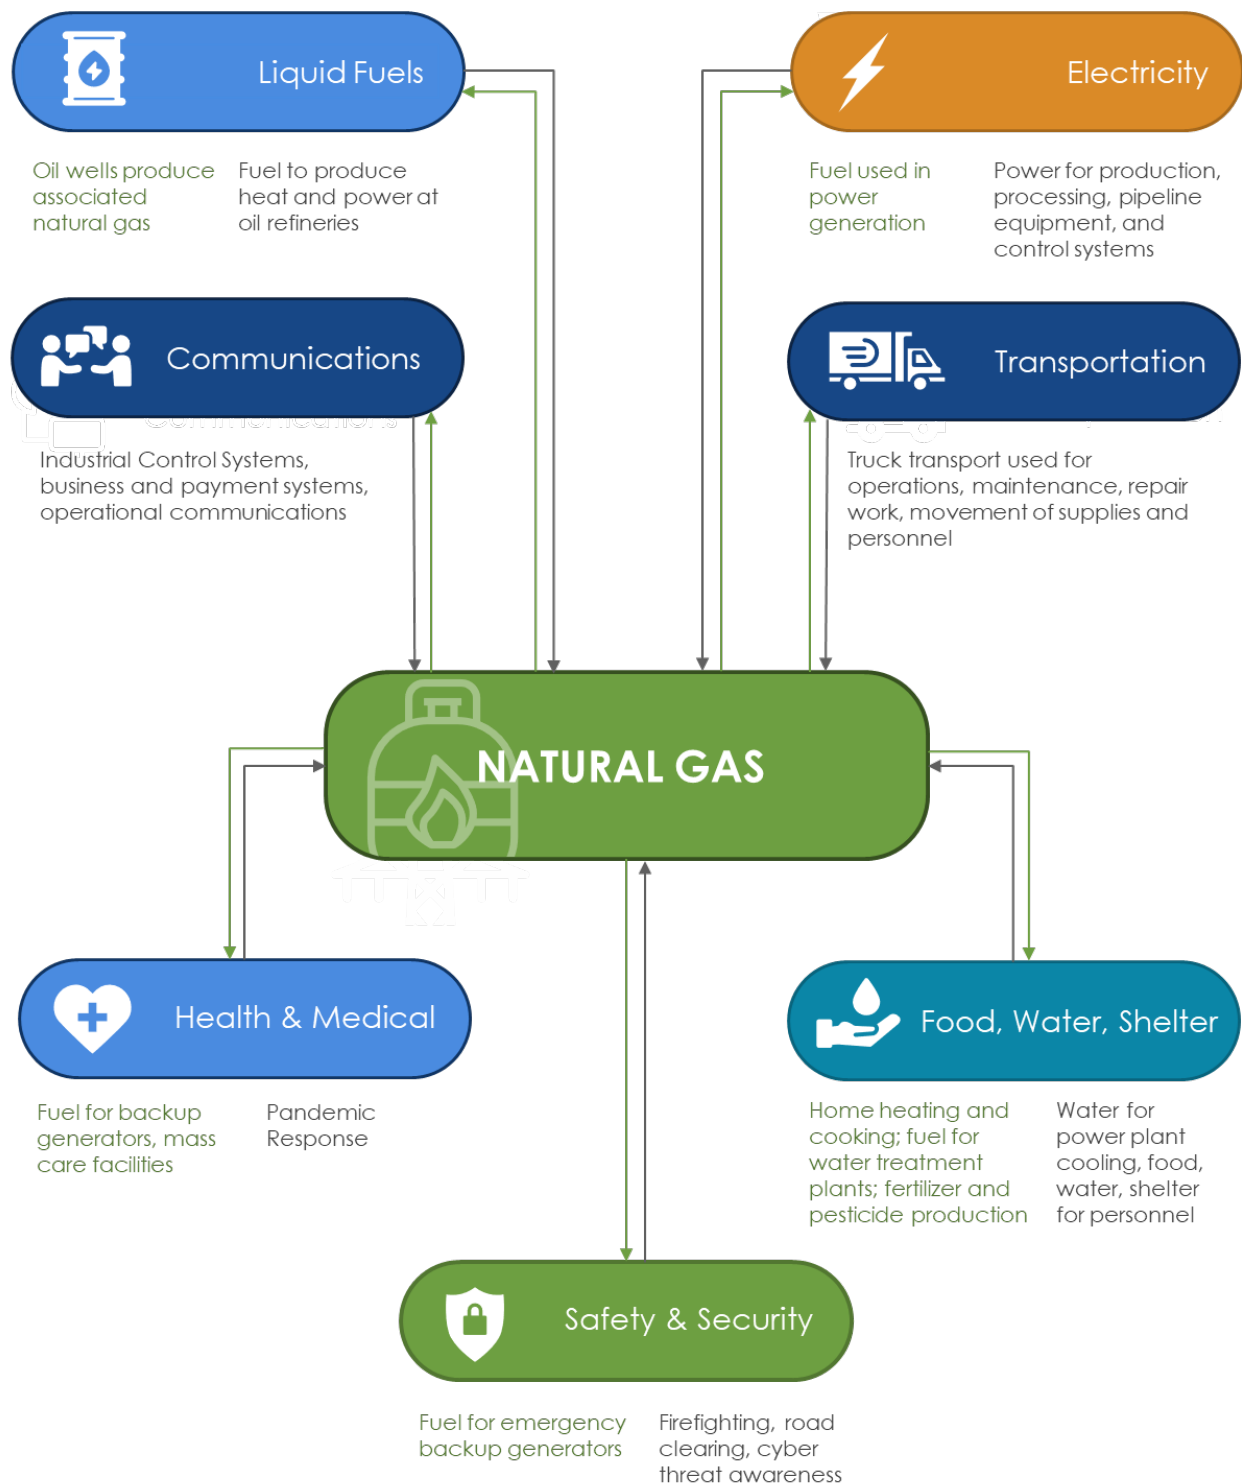 Liquid Fuels
Electricity
Oil wells produce
associated
natural gas
Fuel to produce
heat and power at
oil refineries
Fuel used in
power
generation
Power for production,
processing, pipeline
equipment, and
control systems
Communications
Transportation
Industrial Control Systems,
business and payment systems,
operational communications
Truck transport used for
operations, maintenance, repair
work, movement of supplies and
personnel
NATURAL GAS
Health & Medical
Food, Water, Shelter
Fuel for backup
generators, mass
care facilities
Pandemic
Response
Home heating and
cooking; fuel for
water treatment
plants; fertilizer and
pesticide production
Water for
power plant
cooling, food,
water, shelter
for personnel
Safety & Security
Fuel for emergency
backup generators
Firefighting, road
clearing, cyber
threat awareness